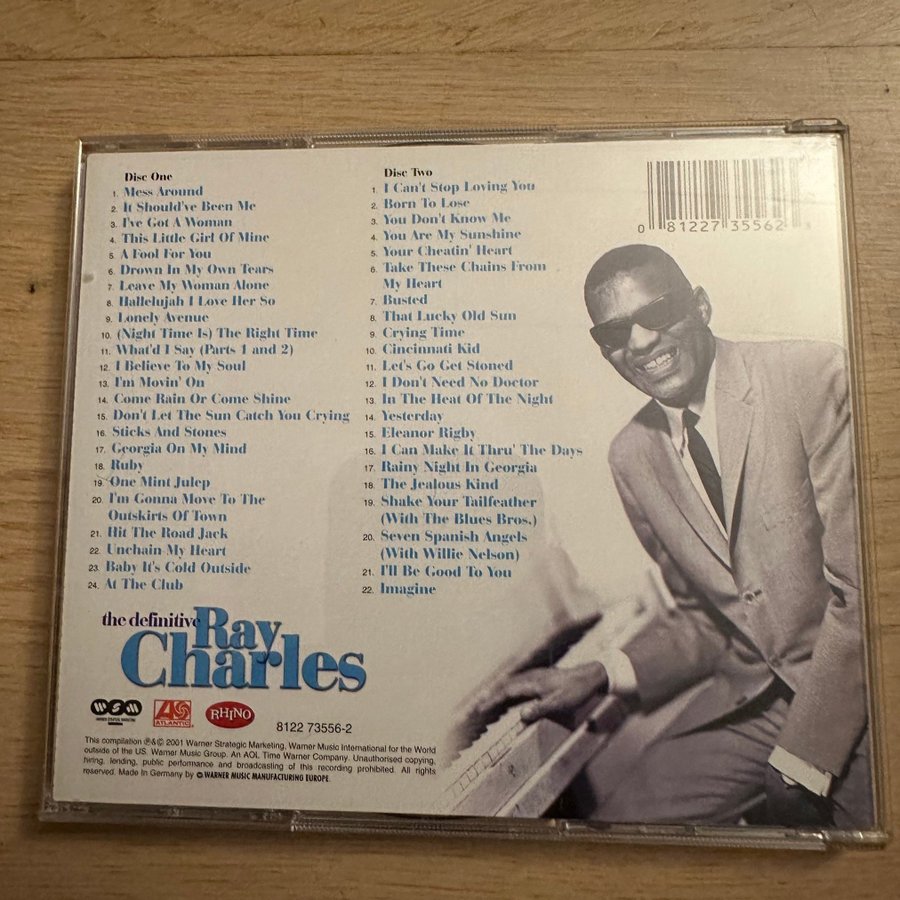 Disc One
1. Mess Around
2. It Should've Been Me
3. I've Got A Woman
4. This Little Girl Of Mine
5. A Fool For You
6. Drown In My Own Tears
7. Leave My Woman Alone
8. Hallelujah I Love Her So
9. Lonely Avenue
10. (Night Time Is) The Right Time
11. What'd I Say (Parts 1 and 2)
12. I Believe To My Soul
13. I'm Movin' On
14. Come Rain Or Come Shine
15. Don't Let The Sun Catch You Crying
16. Sticks And Stones
17. Georgia On My Mind
18. Ruby
19. One Mint Julep
20. I'm Gonna Move To The
Outskirts Of Town
21. Hit The Road Jack
22. Unchain My Heart
23. Baby It's Cold Outside
24. At The Club
Disc Two
1. I Can't Stop Loving You
2. Born To Lose
3. You Don't Know Me
4. You Are My Sunshine
5. Your Cheatin' Heart
6. Take These Chains From
My Heart
7. Busted
8. That Lucky Old Sun
9. Crying Time
10. Cincinnati Kid
11. Let's Go Get Stoned
12. I Don't Need No Doctor
13. In The Heat Of The Night
14. Yesterday
15. Eleanor Rigby
16. I Can Make It Thru' The Days
17. Rainy Night In Georgia
18. The Jealous Kind
19. Shake Your Tailfeather
(With The Blues Bros.)
20. Seven Spanish Angels
(With Willie Nelson)
21. I'll Be Good To You
22. Imagine
0 81227 35562 3
the definitive Ray
Charles
WSM
ATLANTIC
RHINO
8122 73556-2
This compilation ℗&© 2001 Warner Strategic Marketing, Warner Music International for the World
outside of the US. Warner Music Group. An AOL Time Warner Company. Unauthorised copying,
hiring, lending, public performance and broadcasting of this recording prohibited. All rights
reserved. Made In Germany by WARNER MUSIC MANUFACTURING EUROPE.